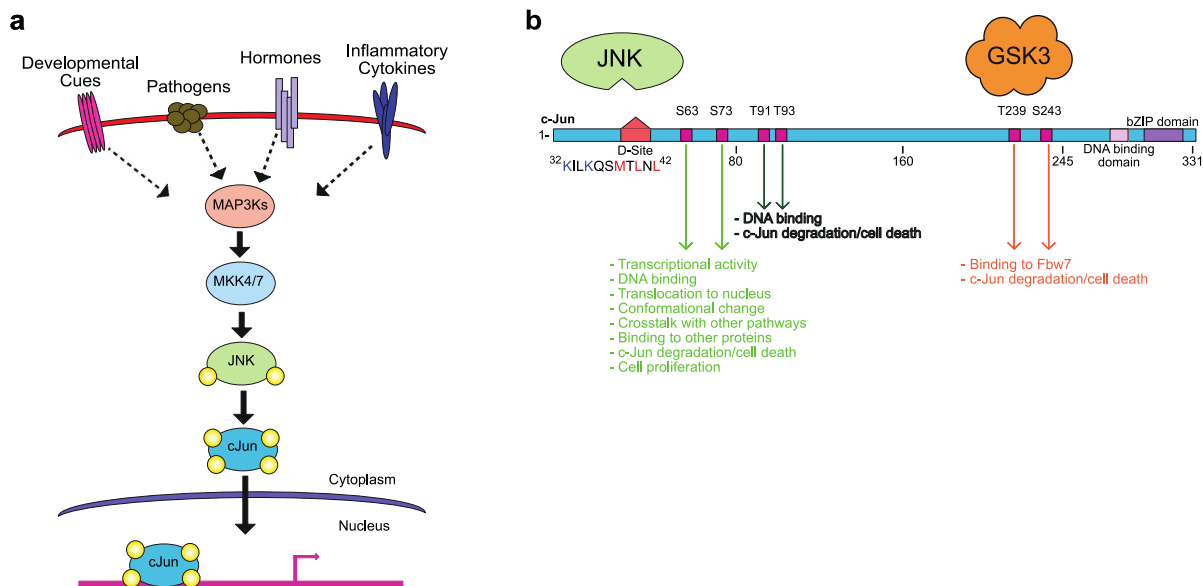 a
Developmental
Cues
Pathogens
Hormones
Inflammatory
Cytokines
MAP3Ks
MKK4/7
JNK
cJun
Cytoplasm
Nucleus
cJun
b
JNK
GSK3
c-Jun
S63 S73 T91 T93 T239 S243
bZIP domain
1-
D-Site
DNA binding
domain
32KILKQSMTLNL42
80 160 245 331
- DNA binding
- c-Jun degradation/cell death
- Transcriptional activity
- DNA binding
- Translocation to nucleus
- Conformational change
- Crosstalk with other pathways
- Binding to other proteins
- c-Jun degradation/cell death
- Cell proliferation
- Binding to Fbw7
- c-Jun degradation/cell death